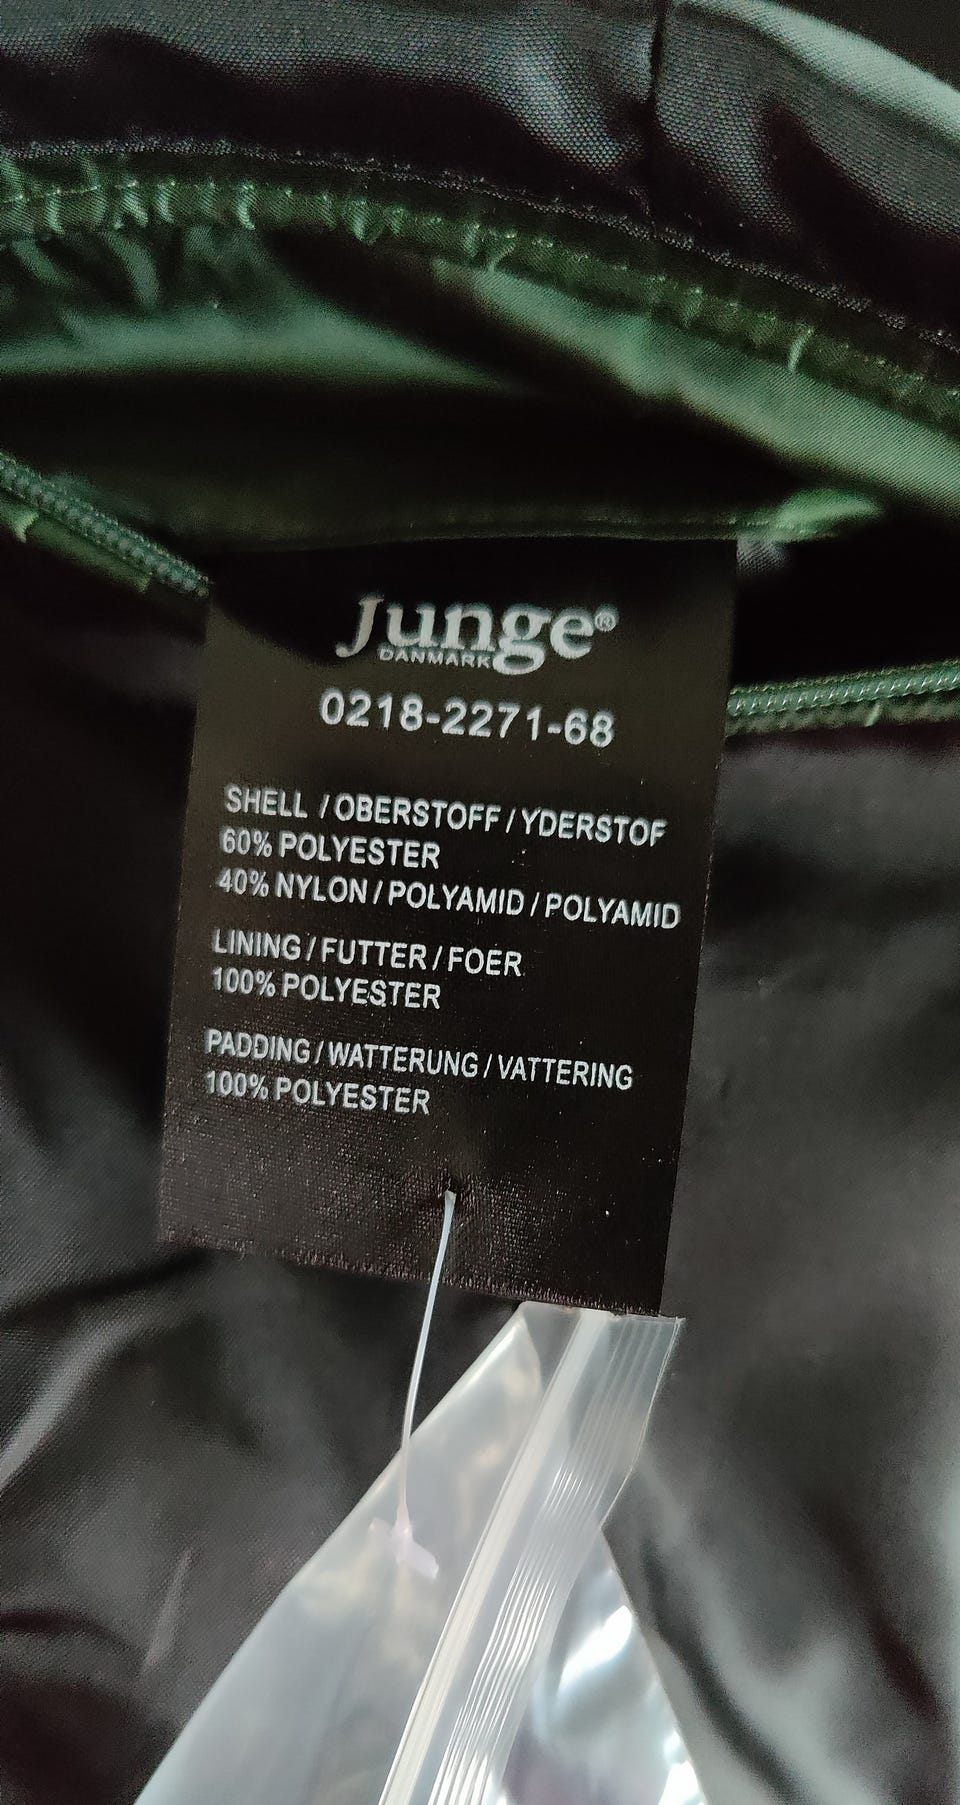 Junge®
DANMARK
0218-2271-68
SHELL / OBERSTOFF / YDERSTOF
60% POLYESTER
40% NYLON / POLYAMID / POLYAMID
LINING / FUTTER / FOER
100% POLYESTER
PADDING / WATTERUNG / VATTERING
100% POLYESTER